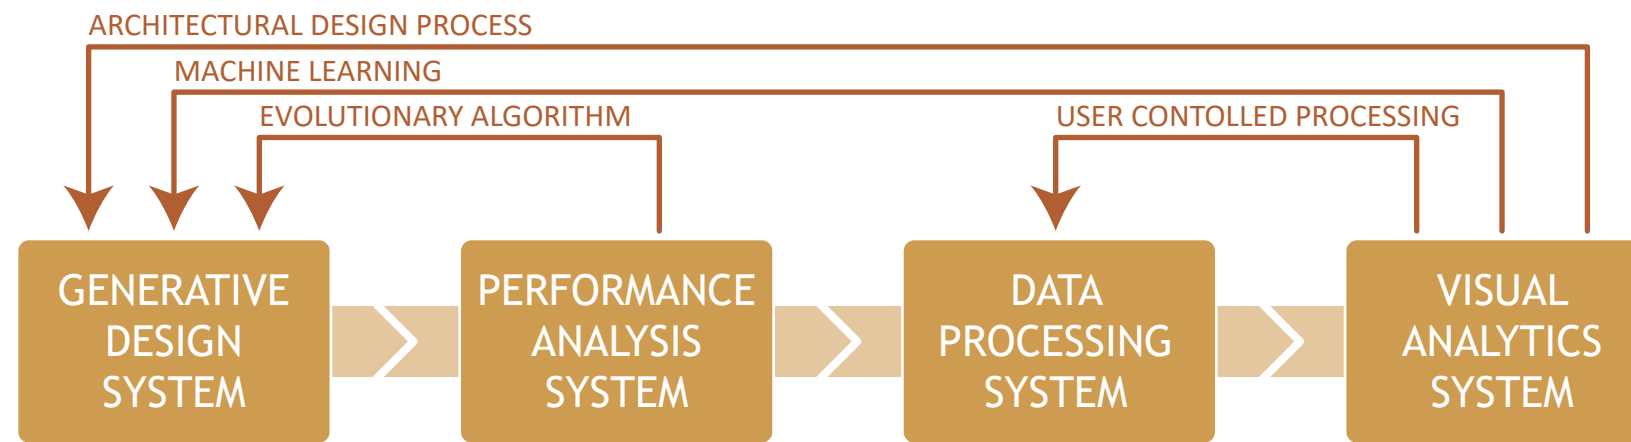 ARCHITECTURAL DESIGN PROCESS
MACHINE LEARNING
EVOLUTIONARY ALGORITHM
USER CONTOLLED PROCESSING
GENERATIVE
DESIGN
SYSTEM
PERFORMANCE
ANALYSIS
SYSTEM
DATA
PROCESSING
SYSTEM
VISUAL
ANALYTICS
SYSTEM